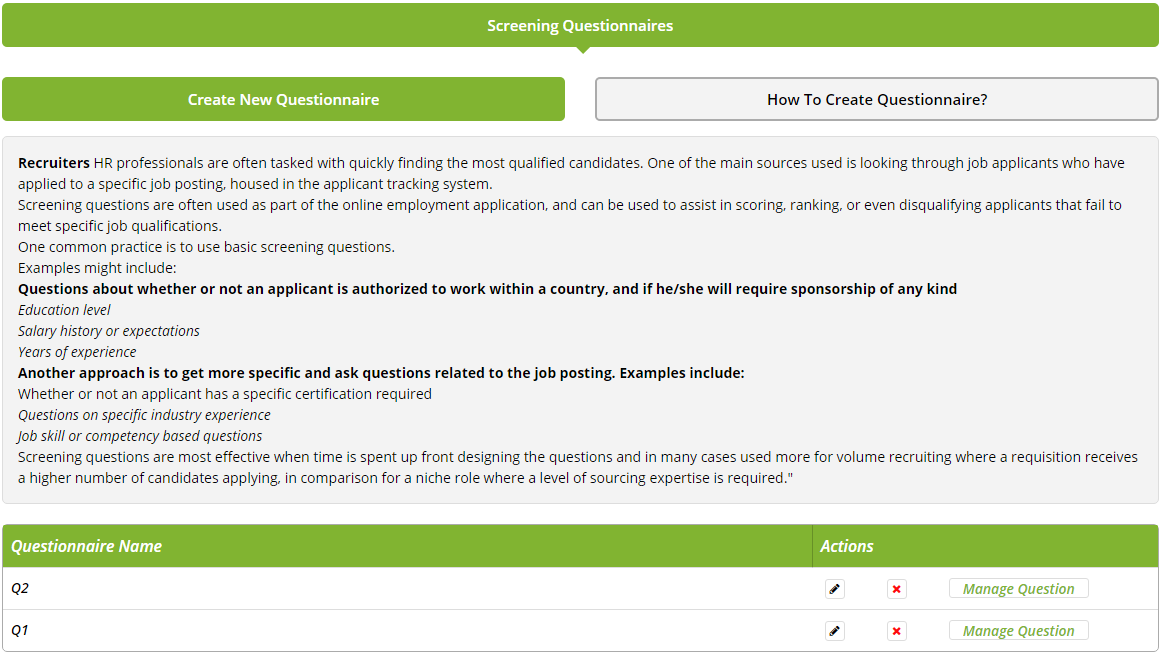 Screening Questionnaires
Create New Questionnaire
How To Create Questionnaire?
Recruiters HR professionals are often tasked with quickly finding the most qualified candidates. One of the main sources used is looking through job applicants who have
applied to a specific job posting, housed in the applicant tracking system.
Screening questions are often used as part of the online employment application, and can be used to assist in scoring, ranking, or even disqualifying applicants that fail to
meet specific job qualifications.
One common practice is to use basic screening questions.
Examples might include:
Questions about whether or not an applicant is authorized to work within a country, and if he/she will require sponsorship of any kind
Education level
Salary history or expectations
Years of experience
Another approach is to get more specific and ask questions related to the job posting. Examples include:
Whether or not an applicant has a specific certification required
Questions on specific industry experience
Job skill or competency based questions
Screening questions are most effective when time is spent up front designing the questions and in many cases used more for volume recruiting where a requisition receives
a higher number of candidates applying, in comparison for a niche role where a level of sourcing expertise is required."
Questionnaire Name Actions
Q2 Manage Question
Q1 Manage Question